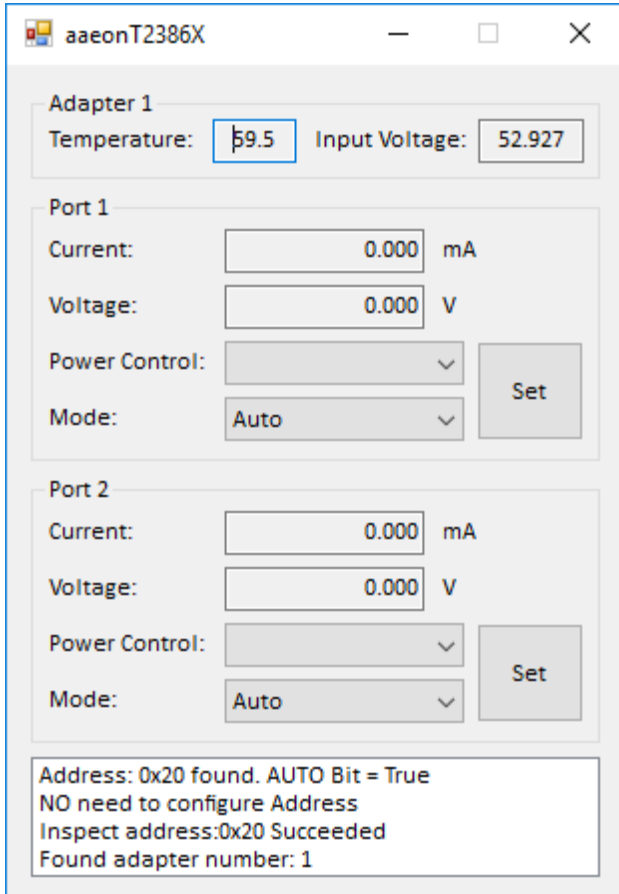 aaeonT2386X
Adapter 1
Temperature: 59.5 Input Voltage: 52.927
Port 1
Current: 0.000 mA
Voltage: 0.000 V
Power Control:
Set
Mode: Auto
Port 2
Current: 0.000 mA
Voltage: 0.000 V
Power Control:
Set
Mode: Auto
Address: 0x20 found. AUTO Bit = True
NO need to configure Address
Inspect address:0x20 Succeeded
Found adapter number: 1